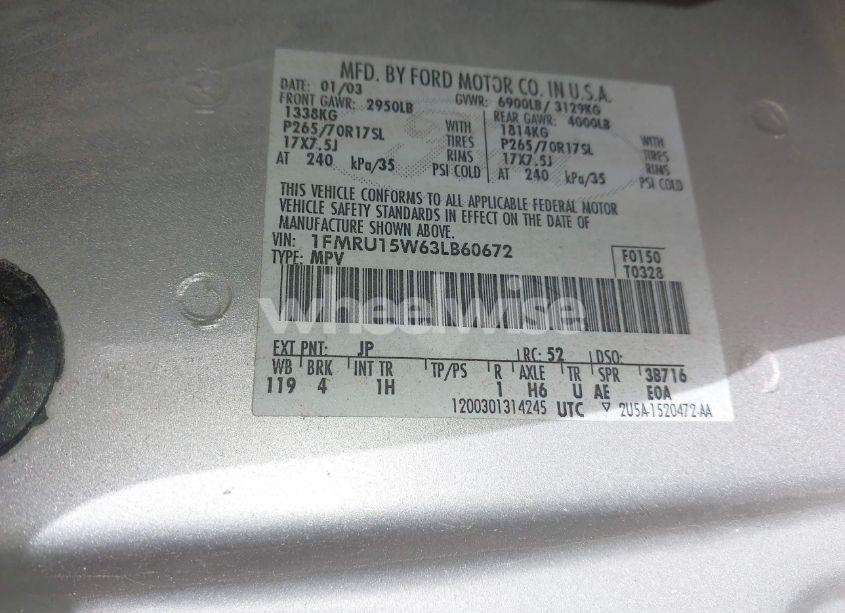 MFD. BY FORD MOTOR CO. IN U.S.A.
DATE: 01/03 GVWR: 6900LB/ 3129KG
FRONT GAWR: 2950LB REAR GAWR: 4000LB
1338KG WITH 1814KG WITH
P265/70R17SL TIRES P265/70R17SL TIRES
17X7.5J RIMS 17X7.5J RIMS
AT 240 kPa/35 PSI COLD AT 240 kPa/35 PSI COLD
THIS VEHICLE CONFORMS TO ALL APPLICABLE FEDERAL MOTOR
VEHICLE SAFETY STANDARDS IN EFFECT ON THE DATE OF
MANUFACTURE SHOWN ABOVE.
VIN: 1FMRU15W63LB60672 F0150
TYPE: MPV T0328
wheelwise
EXT PNT: JP RC: 52 DSO:
WB BRK INT TR TP/PS R AXLE TR SPR 3B716
119 4 1H 1 H6 U AE E0A
1200301314245 UTC ▽ 2U5A-1520472-AA